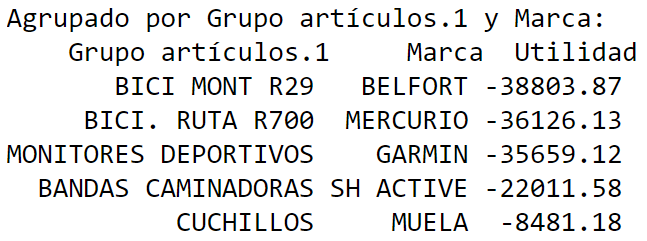 Agrupado por Grupo artículos.1 y Marca:
Grupo artículos.1 Marca Utilidad
BICI MONT R29 BELFORT -38803.87
BICI. RUTA R700 MERCURIO -36126.13
MONITORES DEPORTIVOS GARMIN -35659.12
BANDAS CAMINADORAS SH ACTIVE -22011.58
CUCHILLOS MUELA -8481.18